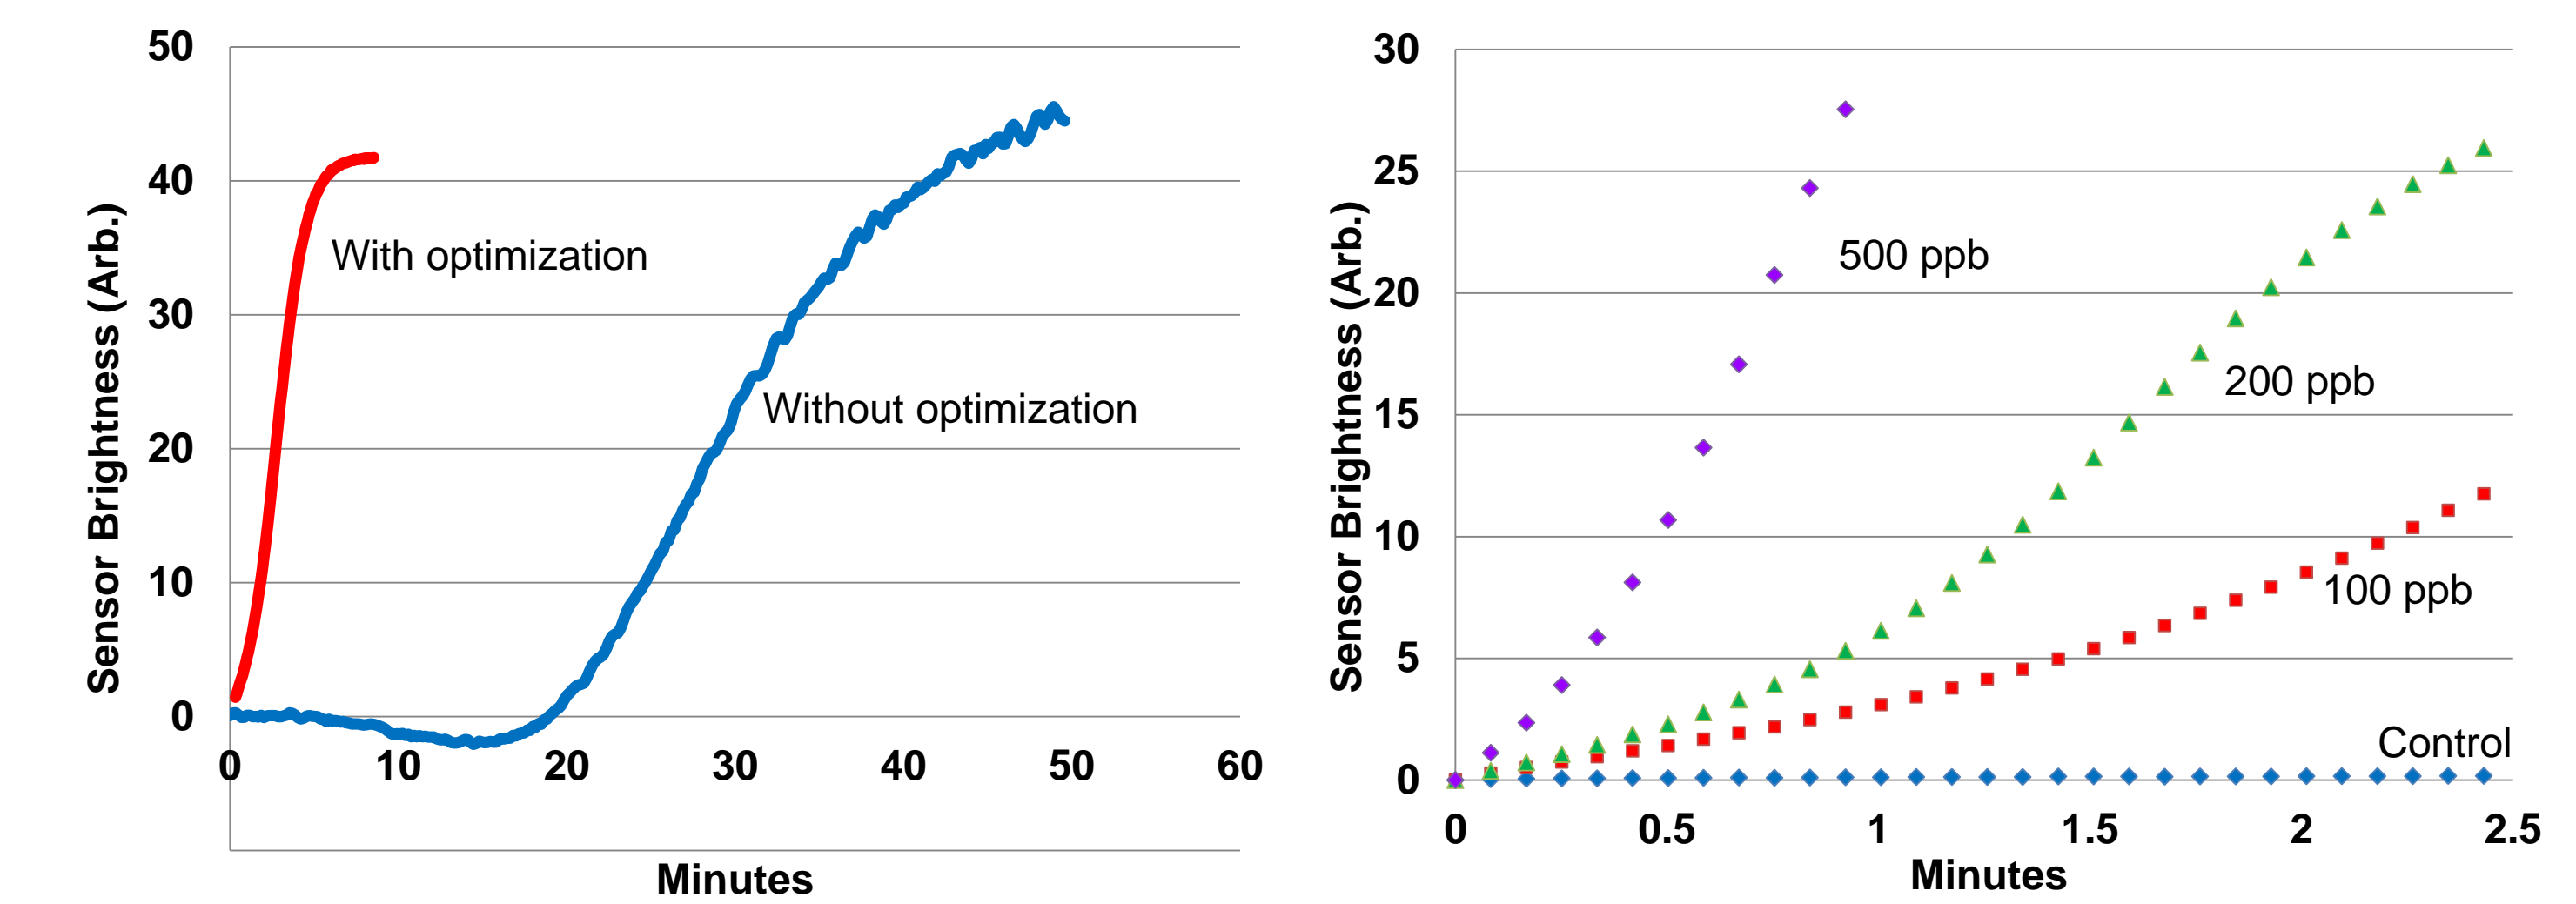 50
40
30
20
10
0
0 10 20 30 40 50 60
Sensor Brightness (Arb.)
Minutes
With optimization
Without optimization
30
25
20
15
10
5
0
0 0.5 1 1.5 2 2.5
Sensor Brightness (Arb.)
Minutes
500 ppb
200 ppb
100 ppb
Control